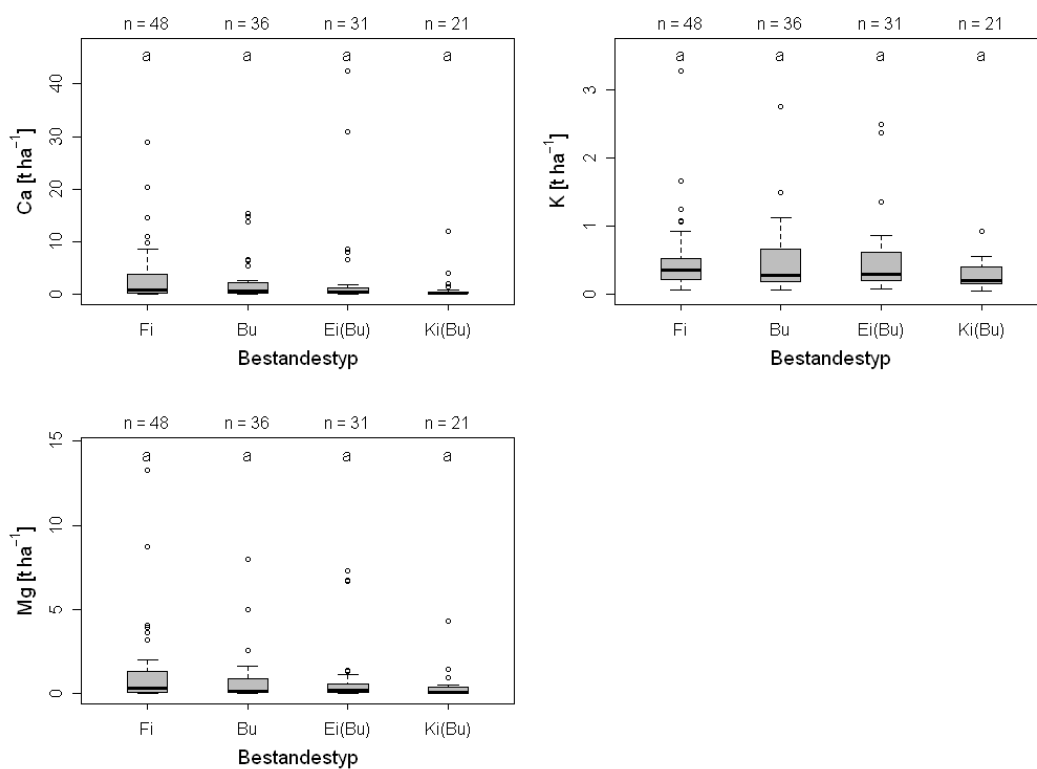 n = 48 n = 36 n = 31 n = 21
a a a a
40
30
20
10
0
Ca [t ha⁻¹]
Fi Bu Ei(Bu) Ki(Bu)
Bestandestyp
n = 48 n = 36 n = 31 n = 21
a a a a
3
2
1
0
K [t ha⁻¹]
Fi Bu Ei(Bu) Ki(Bu)
Bestandestyp
n = 48 n = 36 n = 31 n = 21
a a a a
15
10
5
0
Mg [t ha⁻¹]
Fi Bu Ei(Bu) Ki(Bu)
Bestandestyp